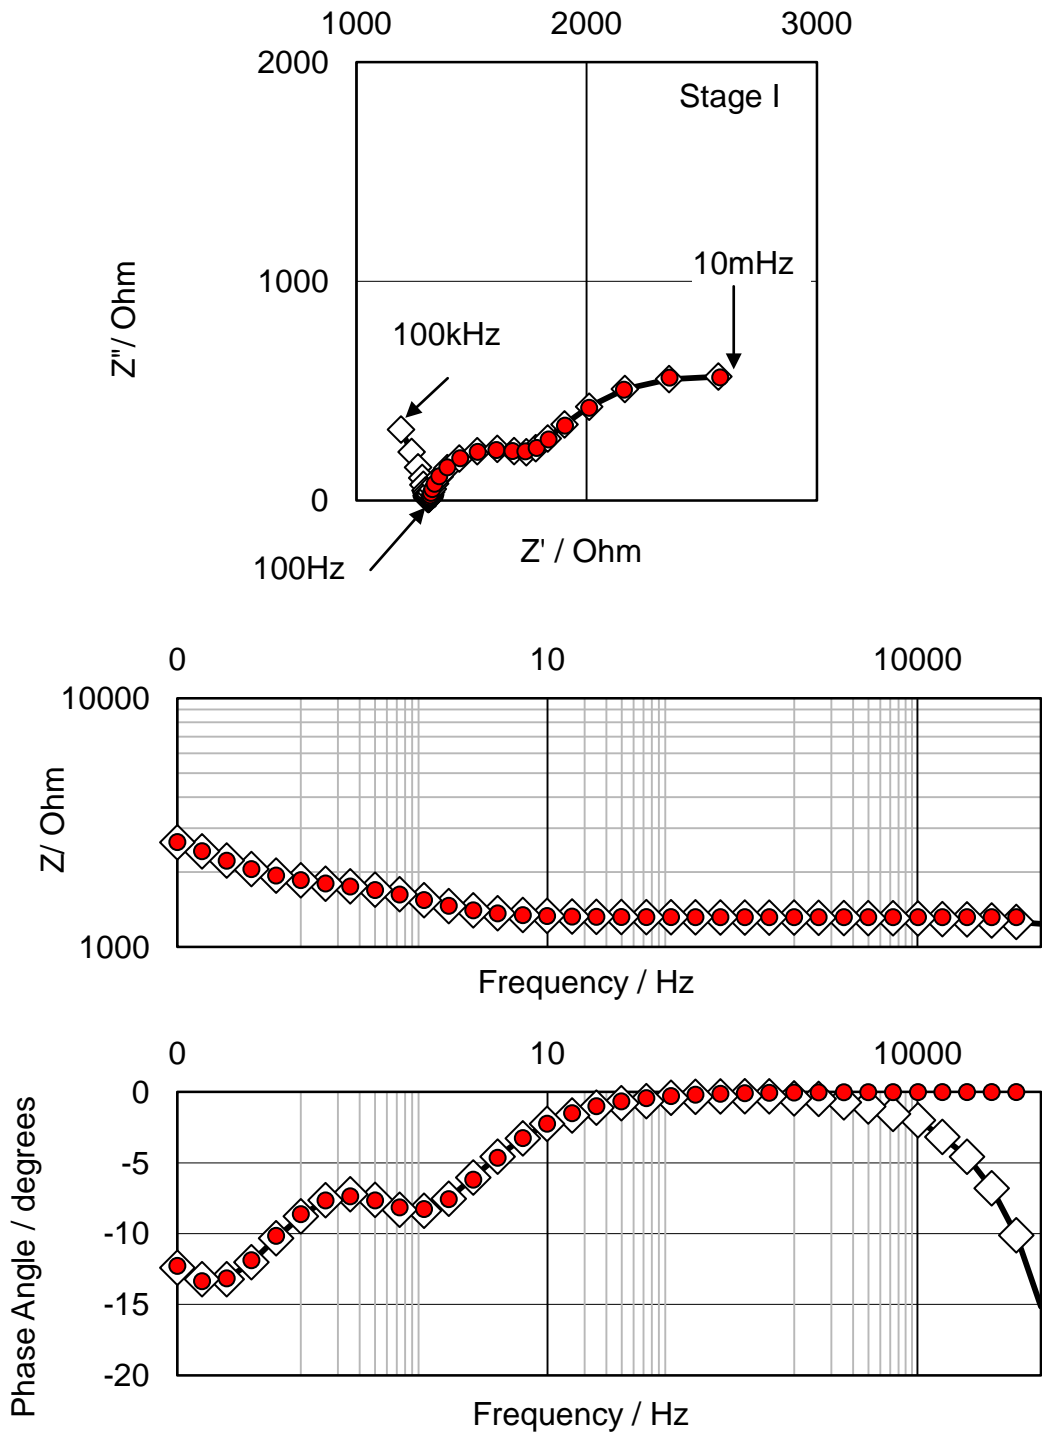 1000 2000 3000
2000
Stage I
1000
10mHz
100kHz
Z"/ Ohm
0
Z' / Ohm
100Hz
0 10 10000
10000
Z/ Ohm
1000
Frequency / Hz
0 10 10000
0
-5
-10
-15
-20
Phase Angle / degrees
Frequency / Hz